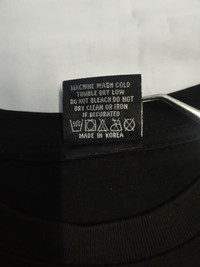 MACHINE WASH COLD
TUMBLE DRY LOW
DO NOT BLEACH DO NOT
DRY CLEAN OR IRON
IF DECORATED
MADE IN KOREA